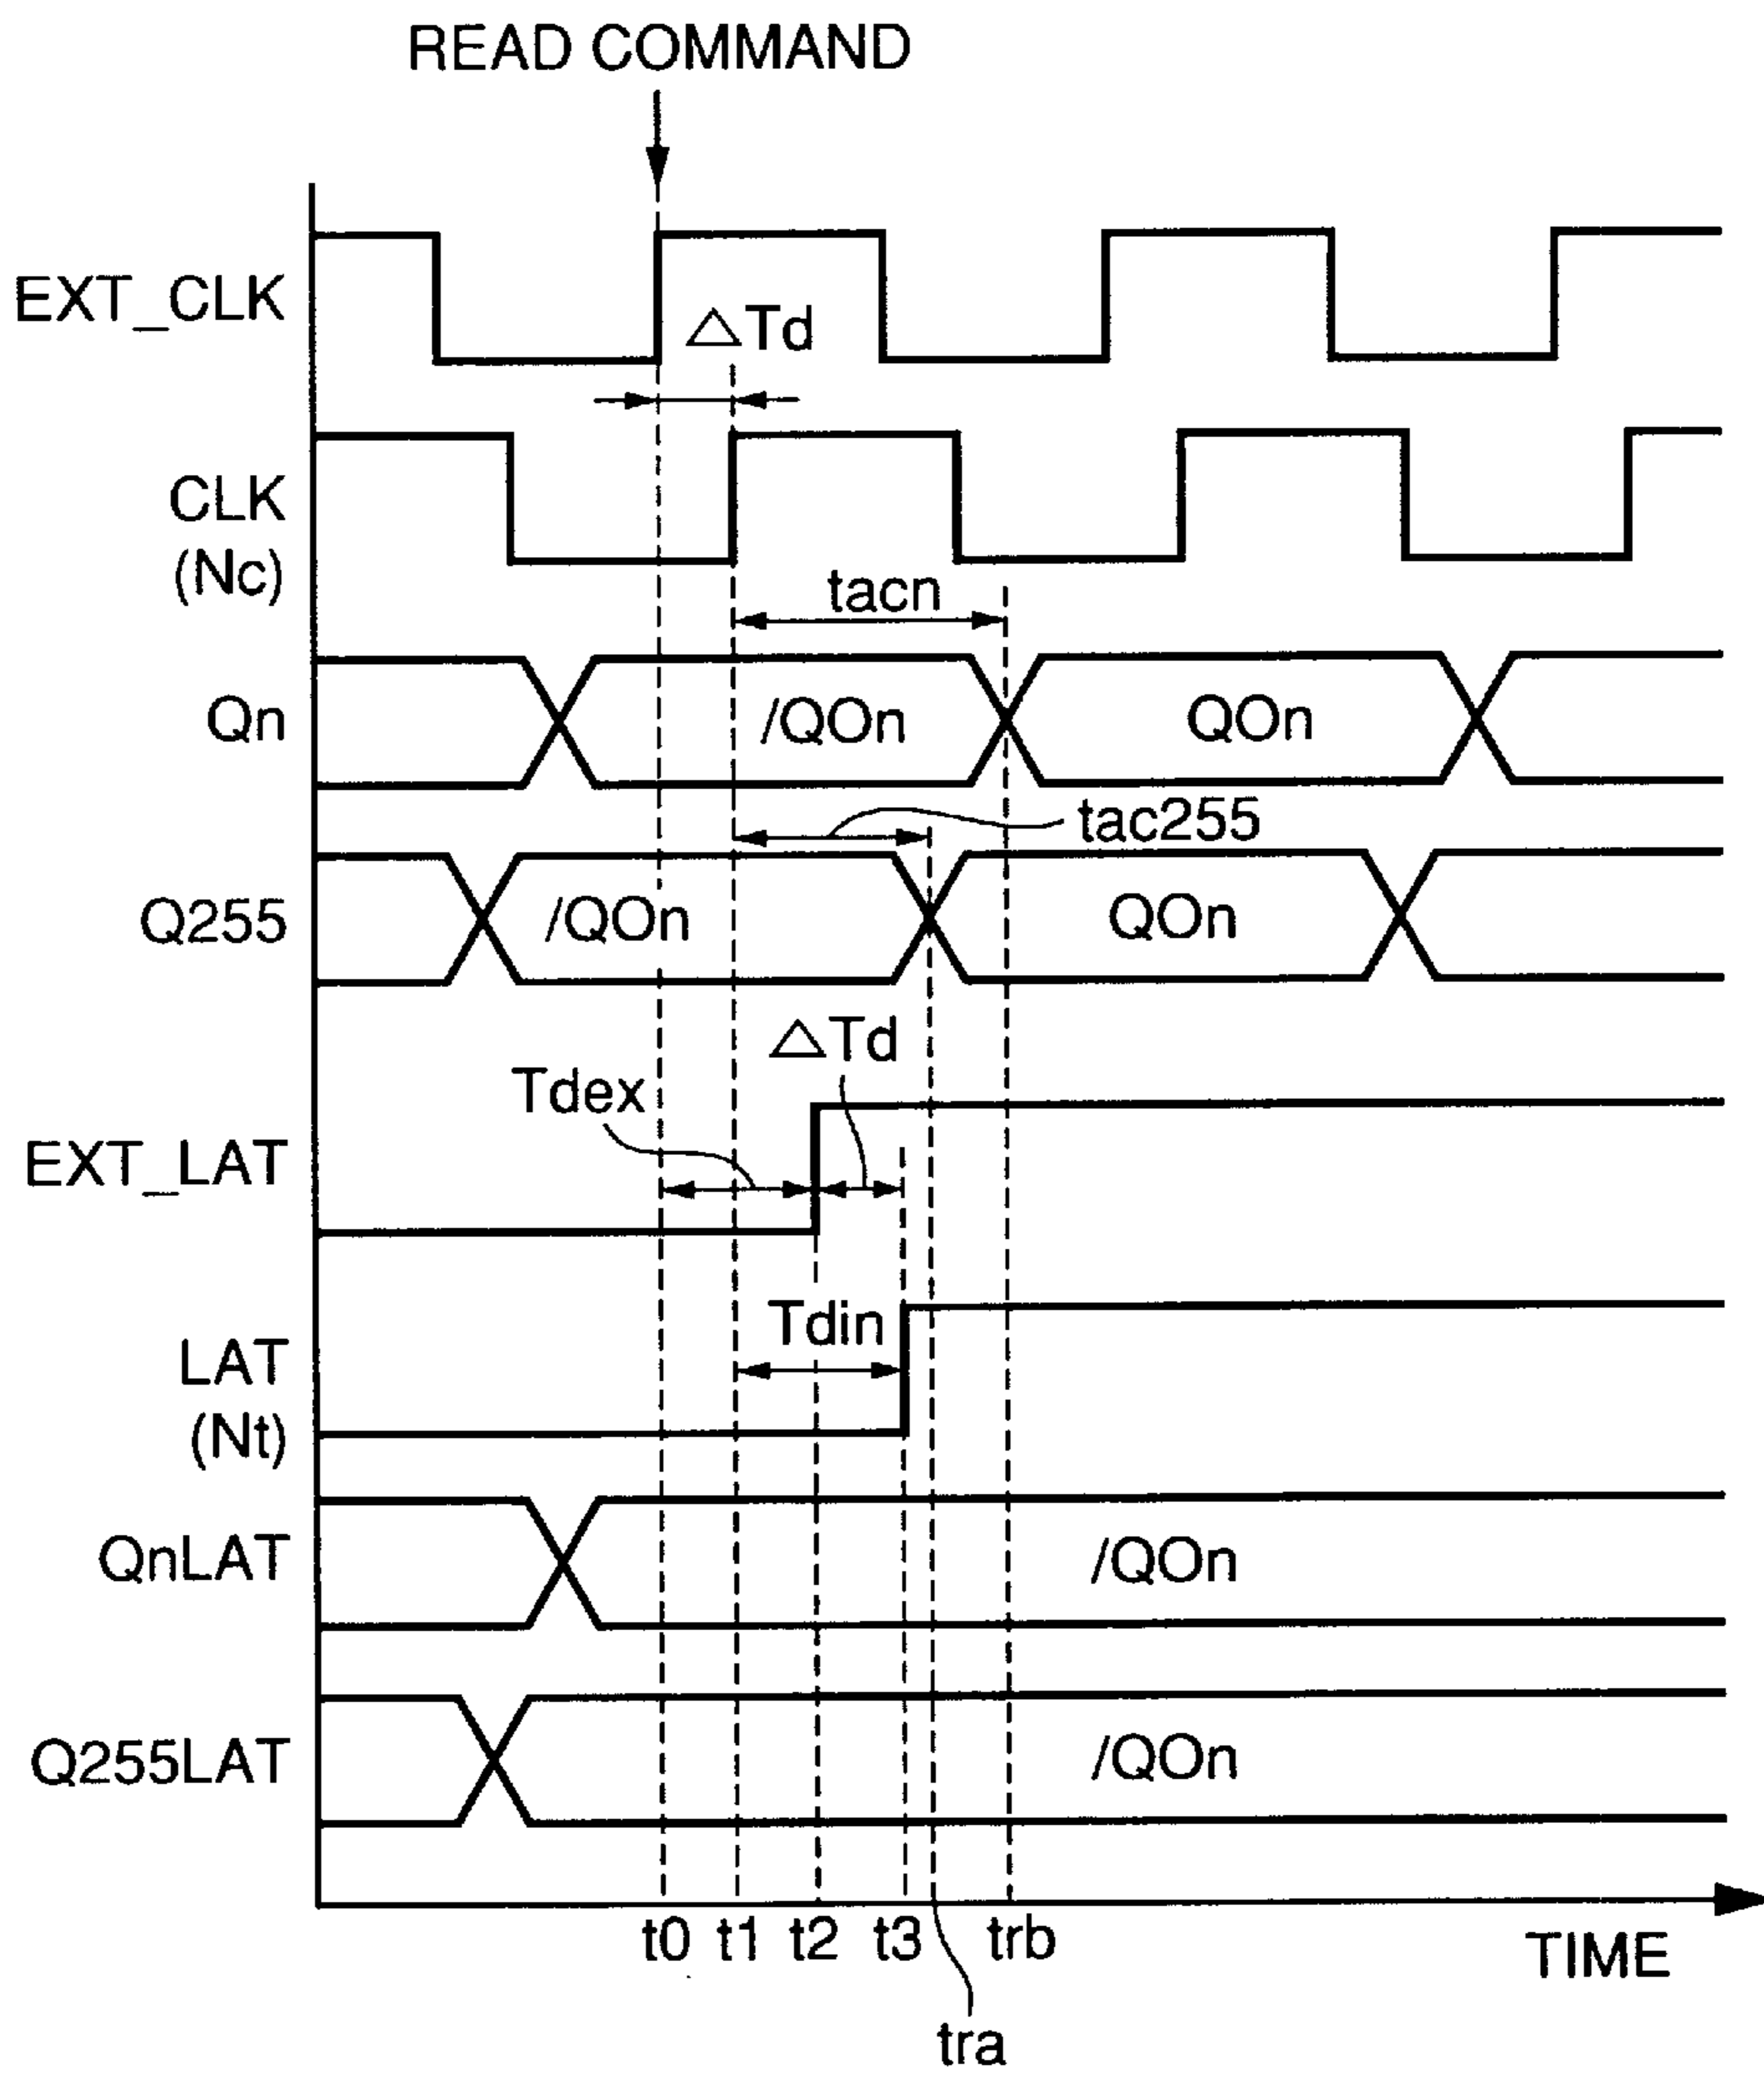 READ COMMAND
EXT_CLK
△Td
CLK
(Nc)
tacn
Qn
/QOn
QOn
tac255
Q255
/QOn
QOn
△Td
Tdex
EXT_LAT
Tdin
LAT
(Nt)
QnLAT
/QOn
Q255LAT
/QOn
t0 t1 t2 t3 trb
TIME
tra